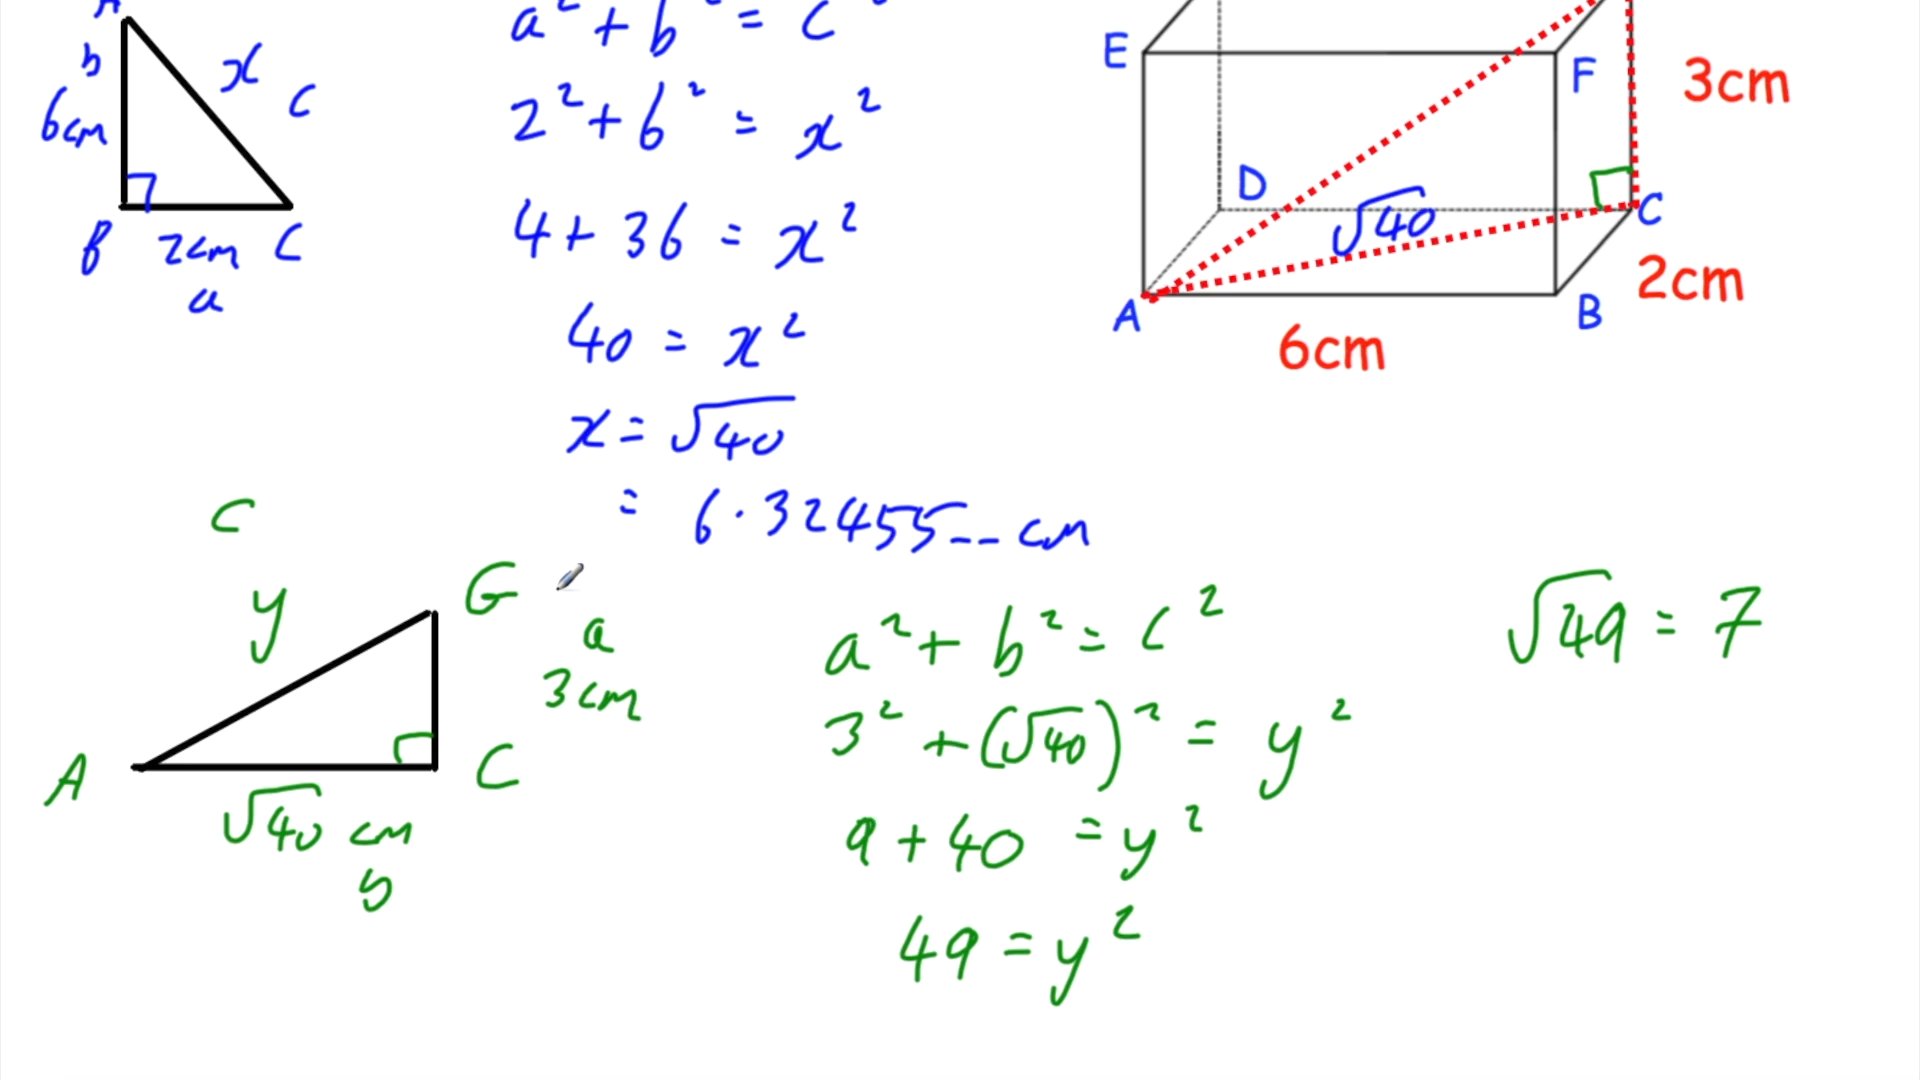 A
b
x
c
6cm
B 2cm C
a
a² + b² = c²
2² + 6² = x²
4 + 36 = x²
40 = x²
x = √40
= 6.32455-- cm
E
F
3cm
D
√40
C
2cm
A
B
6cm
c
y
G
a
3cm
A
C
√40 cm
b
a² + b² = c²
3² + (√40)² = y²
9 + 40 = y²
49 = y²
√49 = 7